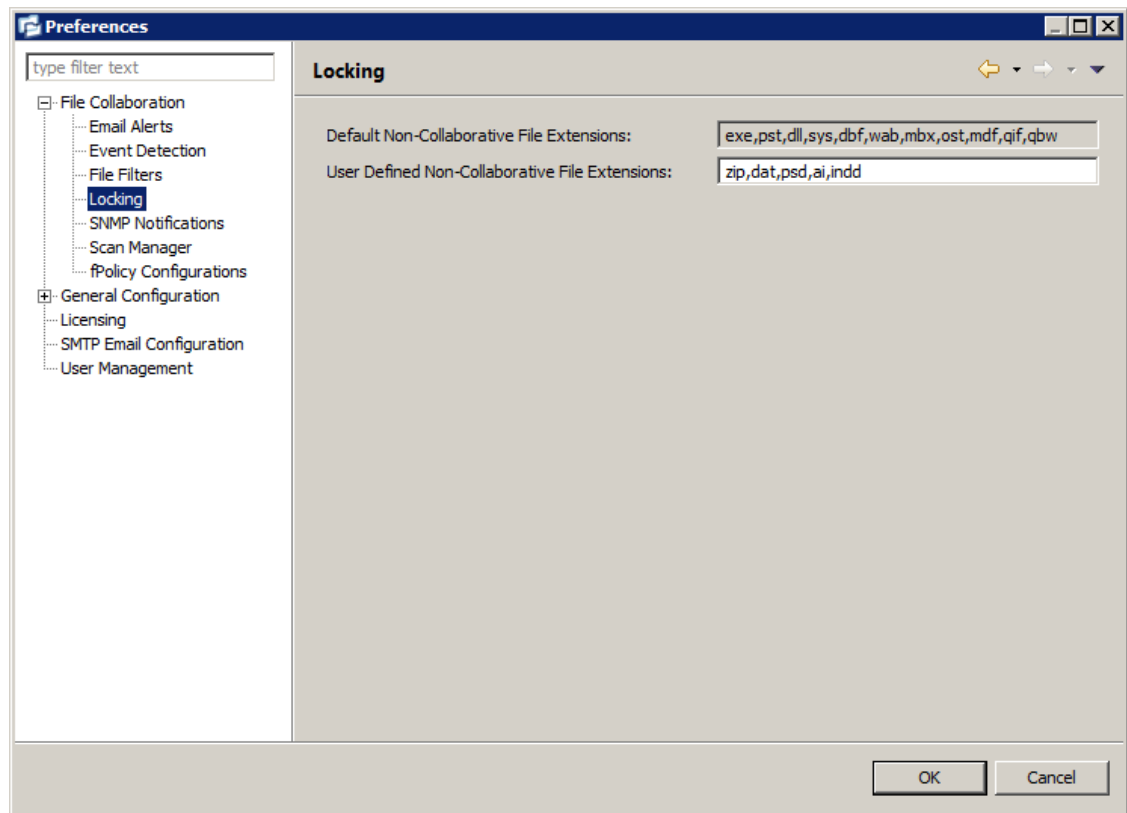 Preferences
type filter text
File Collaboration
Email Alerts
Event Detection
File Filters
Locking
SNMP Notifications
Scan Manager
fPolicy Configurations
General Configuration
Licensing
SMTP Email Configuration
User Management
Locking
Default Non-Collaborative File Extensions: exe,pst,dll,sys,dbf,wab,mbx,ost,mdf,qif,qbw
User Defined Non-Collaborative File Extensions: zip,dat,psd,ai,indd
OK Cancel